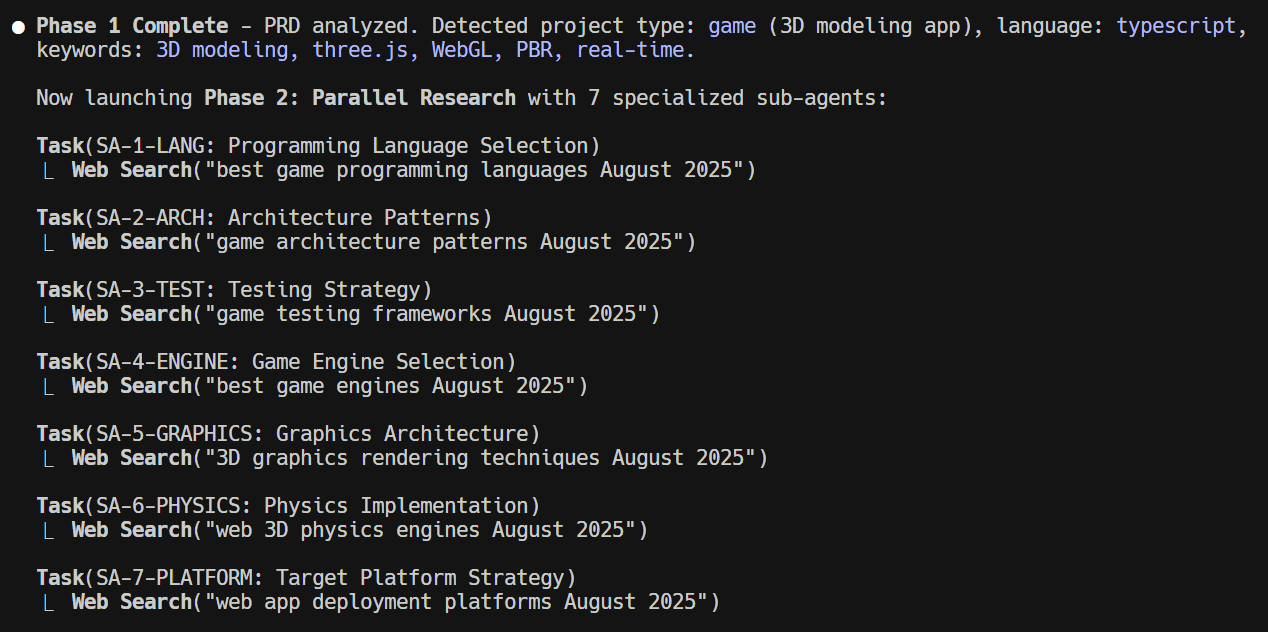 ● Phase 1 Complete - PRD analyzed. Detected project type: game (3D modeling app), language: typescript,
keywords: 3D modeling, three.js, WebGL, PBR, real-time.
Now launching Phase 2: Parallel Research with 7 specialized sub-agents:
Task(SA-1-LANG: Programming Language Selection)
⎿ Web Search("best game programming languages August 2025")
Task(SA-2-ARCH: Architecture Patterns)
⎿ Web Search("game architecture patterns August 2025")
Task(SA-3-TEST: Testing Strategy)
⎿ Web Search("game testing frameworks August 2025")
Task(SA-4-ENGINE: Game Engine Selection)
⎿ Web Search("best game engines August 2025")
Task(SA-5-GRAPHICS: Graphics Architecture)
⎿ Web Search("3D graphics rendering techniques August 2025")
Task(SA-6-PHYSICS: Physics Implementation)
⎿ Web Search("web 3D physics engines August 2025")
Task(SA-7-PLATFORM: Target Platform Strategy)
⎿ Web Search("web app deployment platforms August 2025")